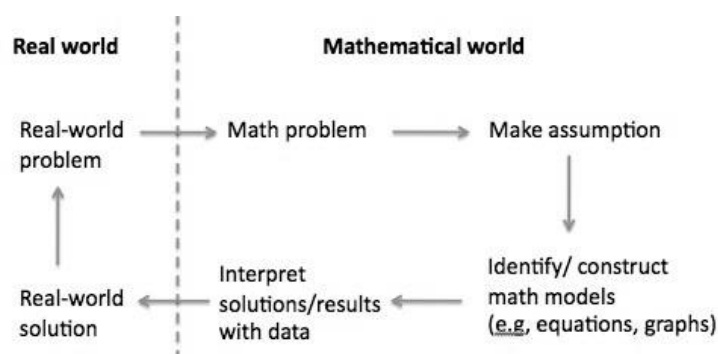 Real world
Mathematical world
Real-world
problem
Math problem
Make assumption
Real-world
solution
Interpret
solutions/results
with data
Identify/ construct
math models
(e.g, equations, graphs)